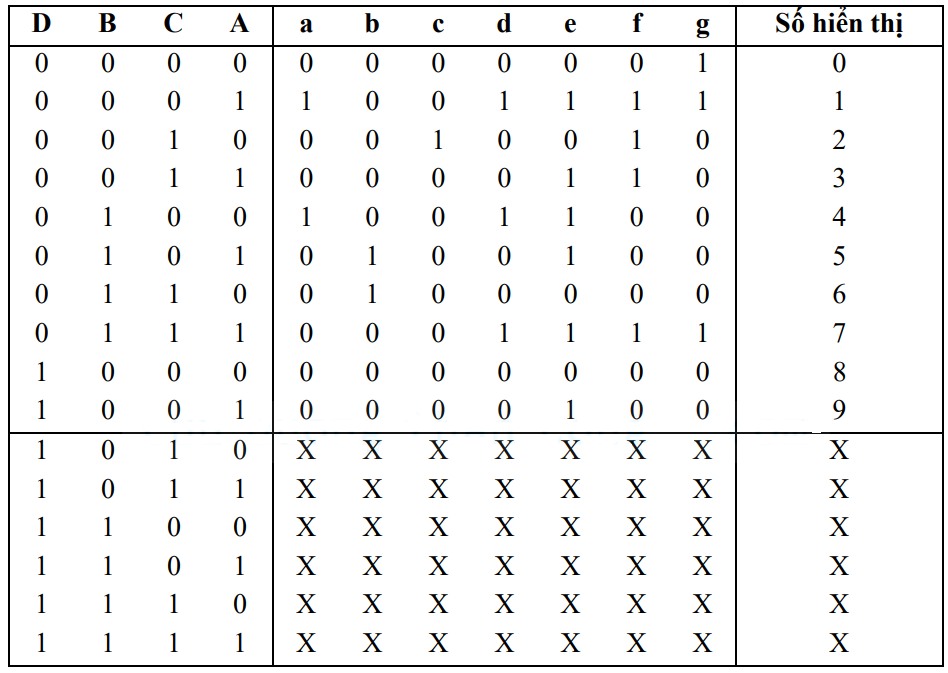 D B C A a b c d e f g Số hiển thị
0 0 0 0 0 0 0 0 0 0 1 0
0 0 0 1 1 0 0 1 1 1 1 1
0 0 1 0 0 0 1 0 0 1 0 2
0 0 1 1 0 0 0 0 1 1 0 3
0 1 0 0 1 0 0 1 1 0 0 4
0 1 0 1 0 1 0 0 1 0 0 5
0 1 1 0 0 1 0 0 0 0 0 6
0 1 1 1 0 0 0 1 1 1 1 7
1 0 0 0 0 0 0 0 0 0 0 8
1 0 0 1 0 0 0 0 1 0 0 9
1 0 1 0 X X X X X X X X
1 0 1 1 X X X X X X X X
1 1 0 0 X X X X X X X X
1 1 0 1 X X X X X X X X
1 1 1 0 X X X X X X X X
1 1 1 1 X X X X X X X X